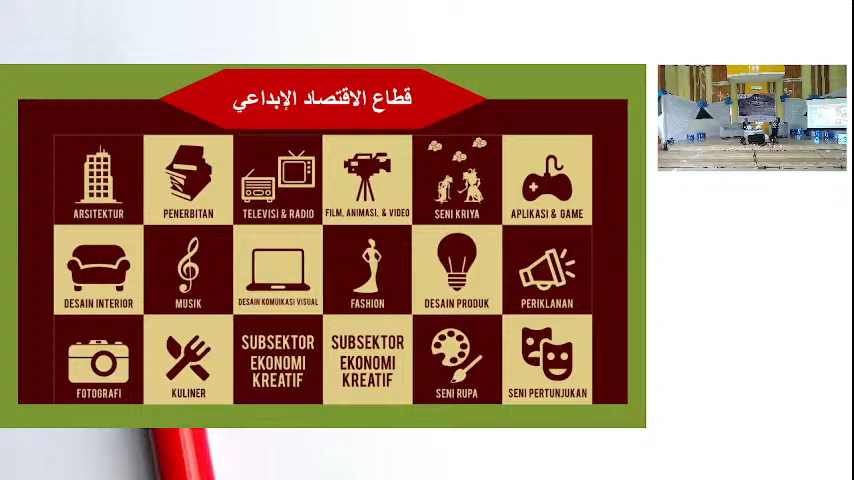 قطاع الاقتصاد الإبداعي
ARSITEKTUR
PENERBITAN
TELEVISI & RADIO
FILM, ANIMASI, & VIDEO
SENI KRIYA
APLIKASI & GAME
DESAIN INTERIOR
MUSIK
DESAIN KOMUIKASI VISUAL
FASHION
DESAIN PRODUK
PERIKLANAN
FOTOGRAFI
KULINER
SUBSEKTOR
EKONOMI
KREATIF
SUBSEKTOR
EKONOMI
KREATIF
SENI RUPA
SENI PERTUNJUKAN